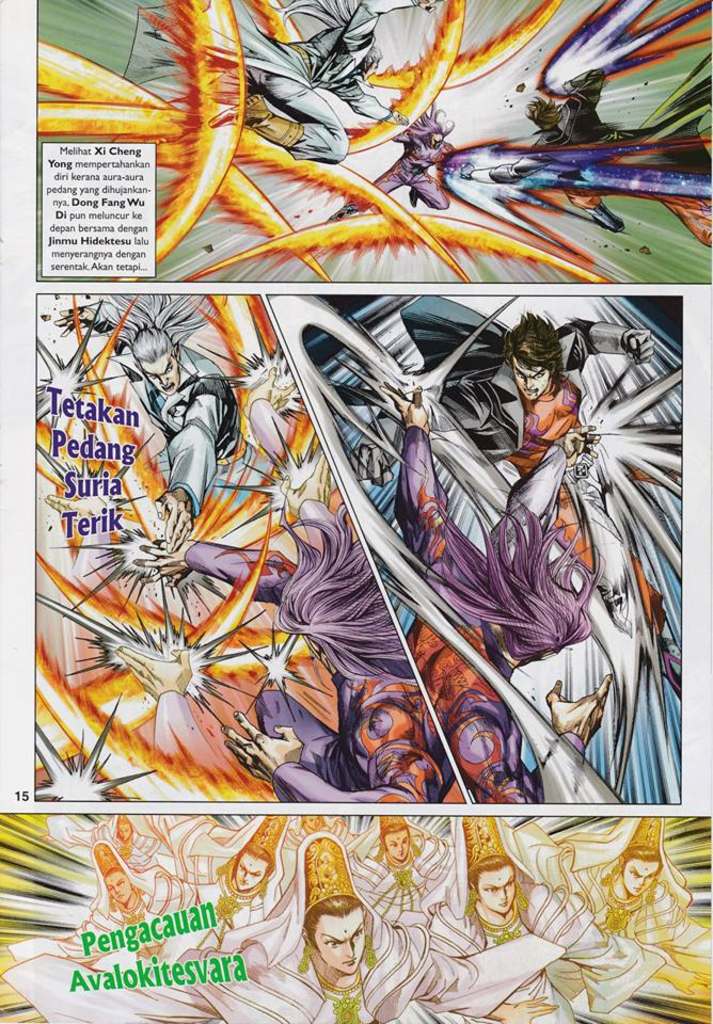 Melihat Xi Cheng
Yong mempertahankan
diri kerana aura-aura
pedang yang dihujankan-
nya, Dong Fang Wu
Di pun meluncur ke
depan bersama dengan
Jinmu Hidektesu lalu
menyerangnya dengan
serentak. Akan tetapi...
Tetakan
Pedang
Suria
Terik
15
Pengacauan
Avalokitesvara